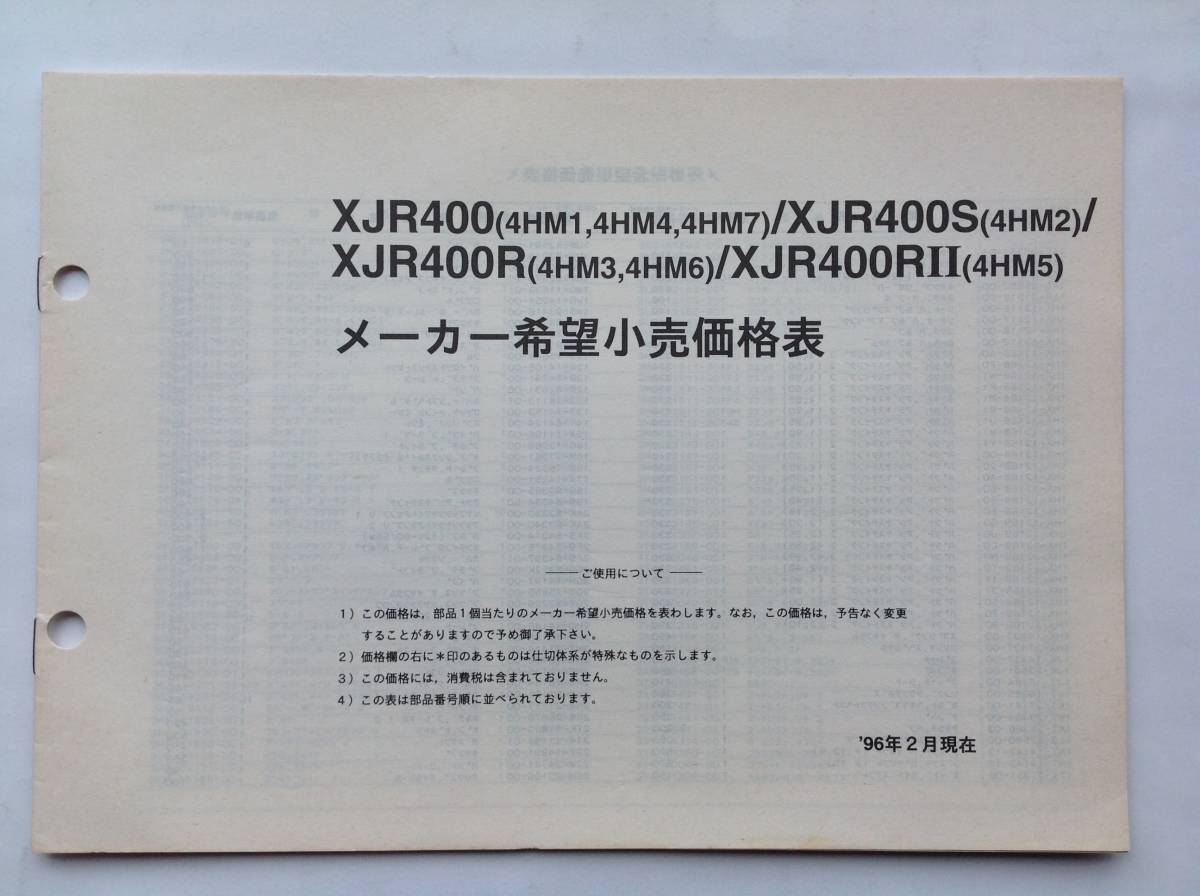 XJR400(4HM1,4HM4,4HM7)/XJR400S(4HM2)/
XJR400R(4HM3,4HM6)/XJR400RII(4HM5)
メーカー希望小売価格表
ご使用について
1）この価格は，部品1個当たりのメーカー希望小売価格を表わします。なお，この価格は，予告なく変更
することがありますので予め御了承下さい。
2）価格欄の右に＊印のあるものは仕切体系が特殊なものを示します。
3）この価格には，消費税は含まれておりません。
4）この表は部品番号順に並べられております。
'96年2月現在